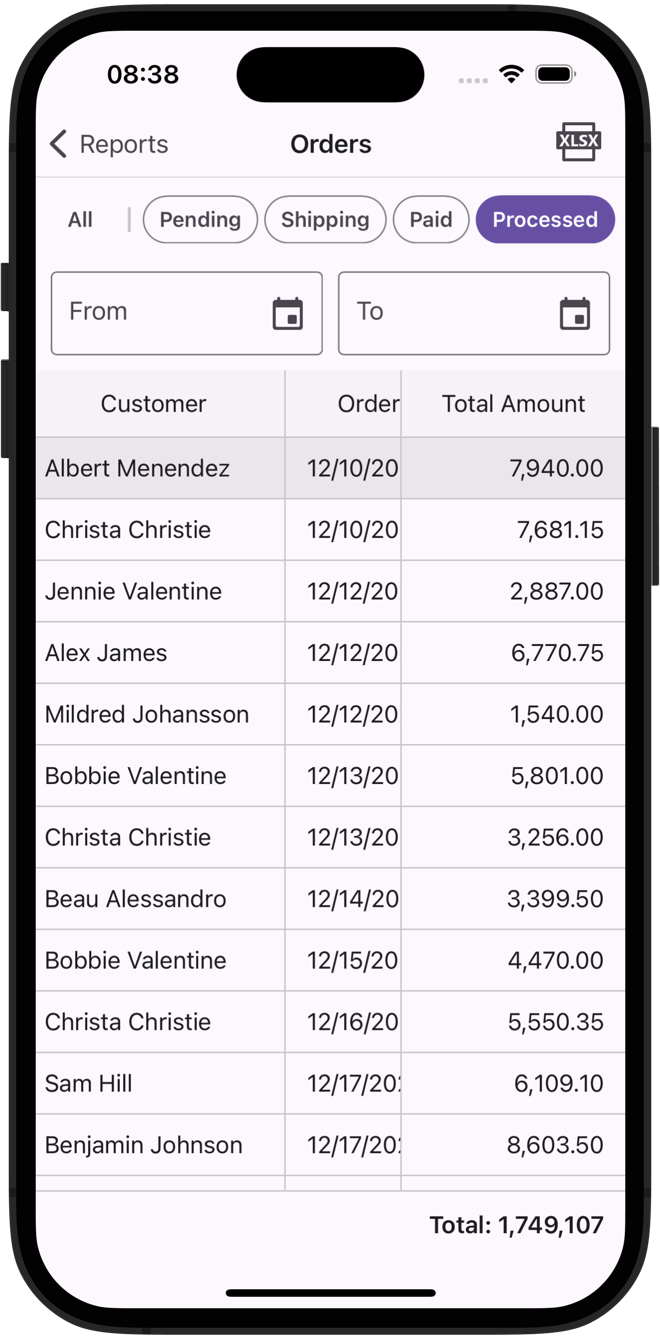 08:38
Reports Orders XLSX
All Pending Shipping Paid Processed
From To
Customer Order Total Amount
Albert Menendez 12/10/20 7,940.00
Christa Christie 12/10/20 7,681.15
Jennie Valentine 12/12/20 2,887.00
Alex James 12/12/20 6,770.75
Mildred Johansson 12/12/20 1,540.00
Bobbie Valentine 12/13/20 5,801.00
Christa Christie 12/13/20 3,256.00
Beau Alessandro 12/14/20 3,399.50
Bobbie Valentine 12/15/20 4,470.00
Christa Christie 12/16/20 5,550.35
Sam Hill 12/17/20 6,109.10
Benjamin Johnson 12/17/20 8,603.50
Total: 1,749,107